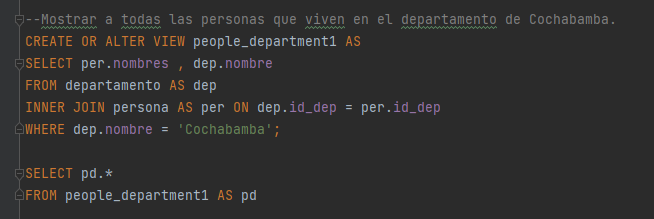 --Mostrar a todas las personas que viven en el departamento de Cochabamba.
CREATE OR ALTER VIEW people_department1 AS
SELECT per.nombres , dep.nombre
FROM departamento AS dep
INNER JOIN persona AS per ON dep.id_dep = per.id_dep
WHERE dep.nombre = 'Cochabamba';
SELECT pd.*
FROM people_department1 AS pd